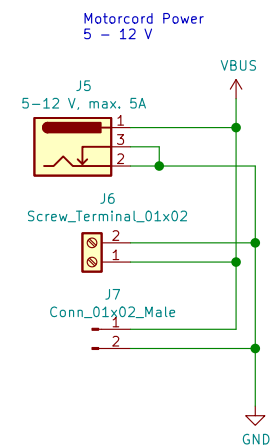 Motorcord Power
5 - 12 V
VBUS
J5
5-12 V, max. 5A
1
3
2
J6
Screw_Terminal_01x02
2
1
J7
Conn_01x02_Male
1
2
GND